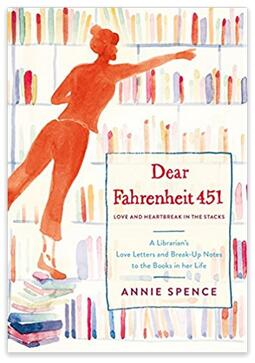 Dear
Fahrenheit 451
LOVE AND HEARTBREAK IN THE STACKS
A Librarian's
Love Letters and Break-Up Notes
to the Books in her Life
ANNIE SPENCE